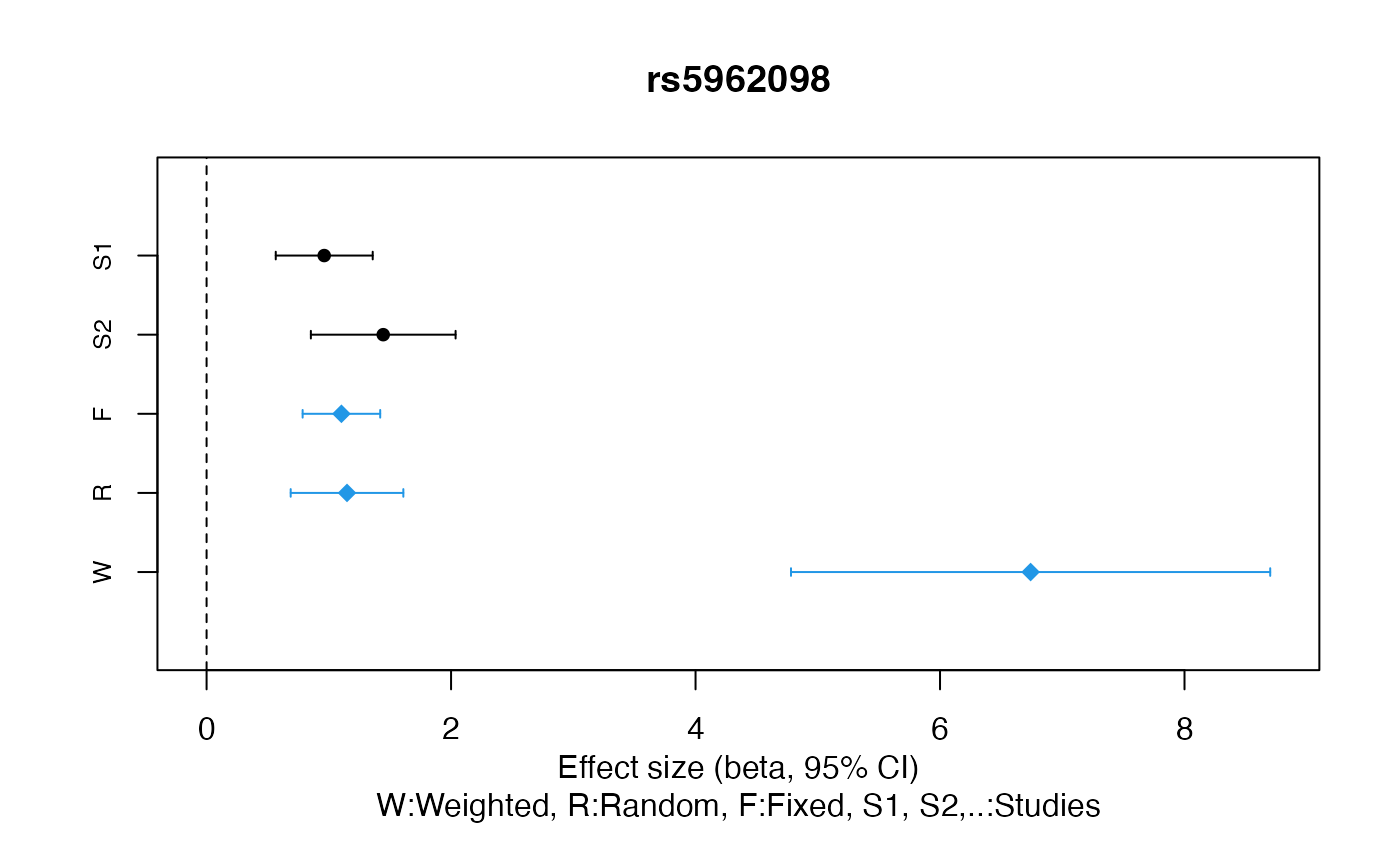 rs5962098
S1
S2
F
R
W
0 2 4 6 8
Effect size (beta, 95% CI)
W:Weighted, R:Random, F:Fixed, S1, S2,..:Studies